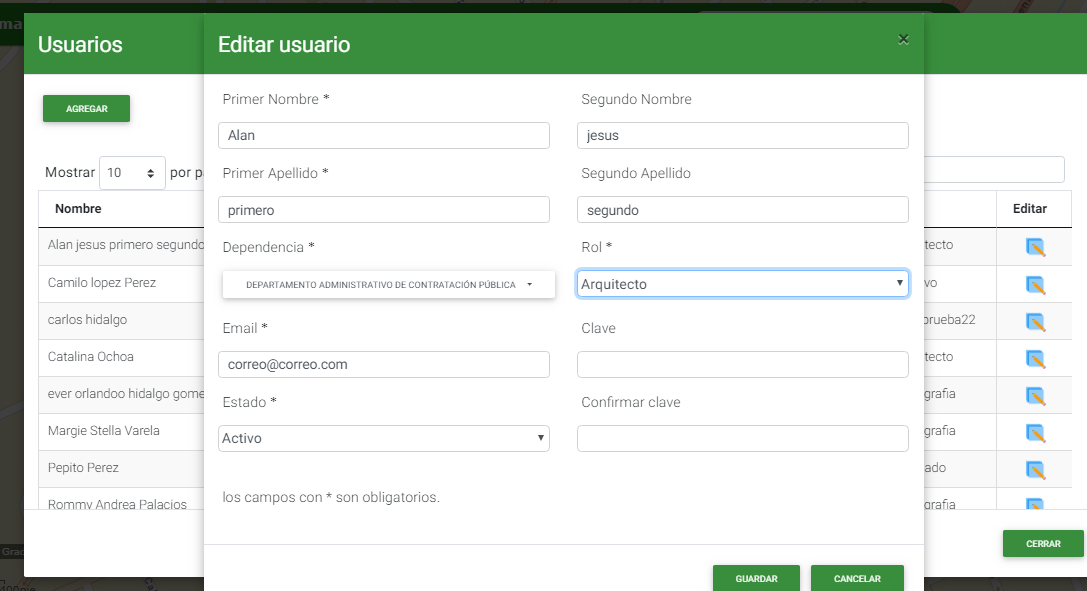 Usuarios
Editar usuario
×
AGREGAR
Mostrar 10 por
Nombre
Editar
Alan jesus primero segundo
tecto
Camilo lopez Perez
vo
carlos hidalgo
prueba22
Catalina Ochoa
tecto
ever orlandoo hidalgo gome
grafia
Margie Stella Varela
grafia
Pepito Perez
ado
Rommy Andrea Palacios
grafia
CERRAR
Primer Nombre *
Segundo Nombre
Alan
jesus
Primer Apellido *
Segundo Apellido
primero
segundo
Dependencia *
Rol *
DEPARTAMENTO ADMINISTRATIVO DE CONTRATACIÓN PÚBLICA
Arquitecto
Email *
Clave
correo@correo.com
Estado *
Confirmar clave
Activo
los campos con * son obligatorios.
GUARDAR
CANCELAR